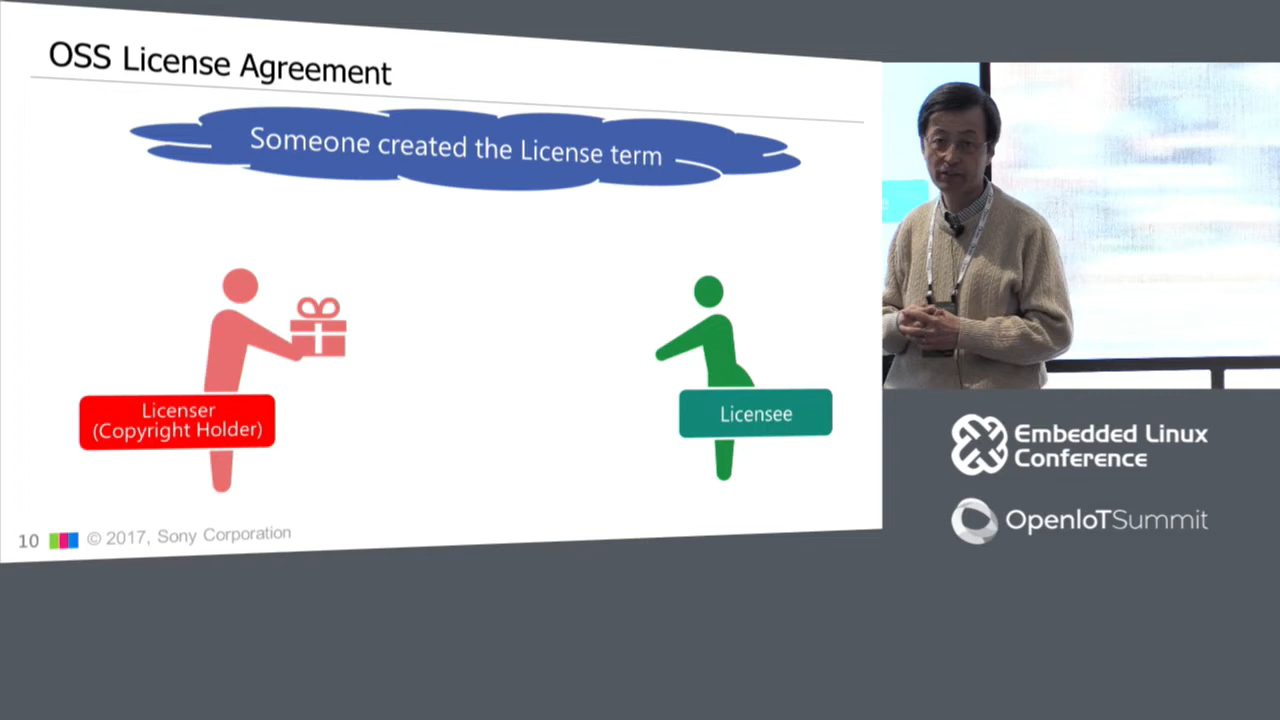 OSS License Agreement
Someone created the License term
Licenser
(Copyright Holder)
Licensee
10 © 2017, Sony Corporation
Embedded Linux
Conference
OpenIoTSummit